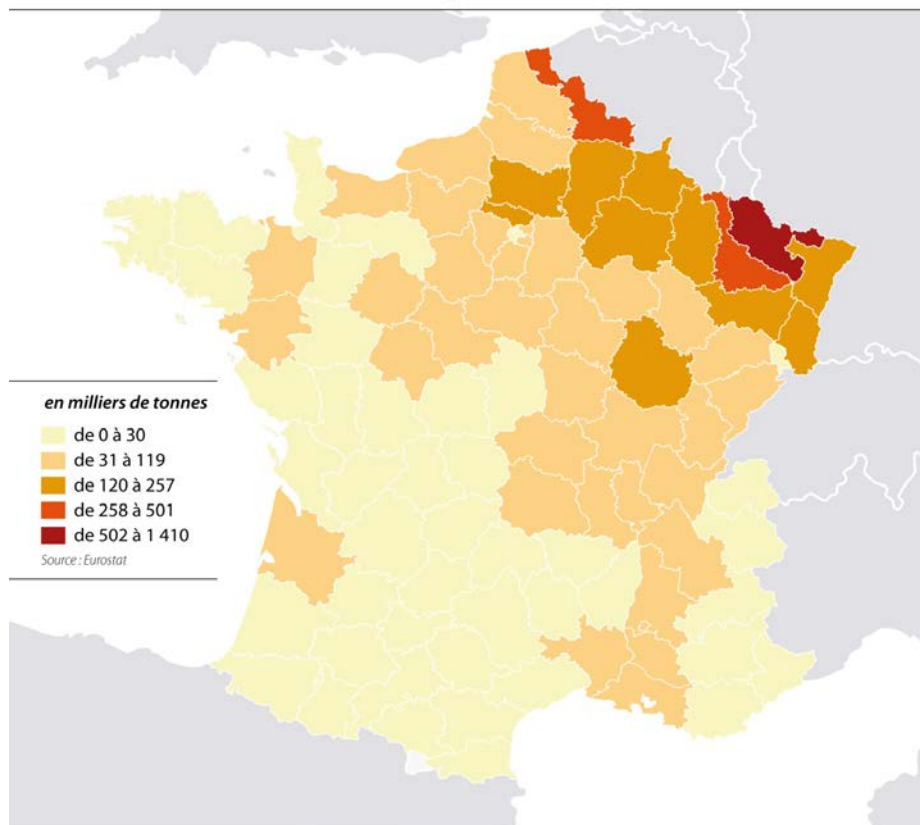 en milliers de tonnes
de 0 à 30
de 31 à 119
de 120 à 257
de 258 à 501
de 502 à 1 410
Source : Eurostat